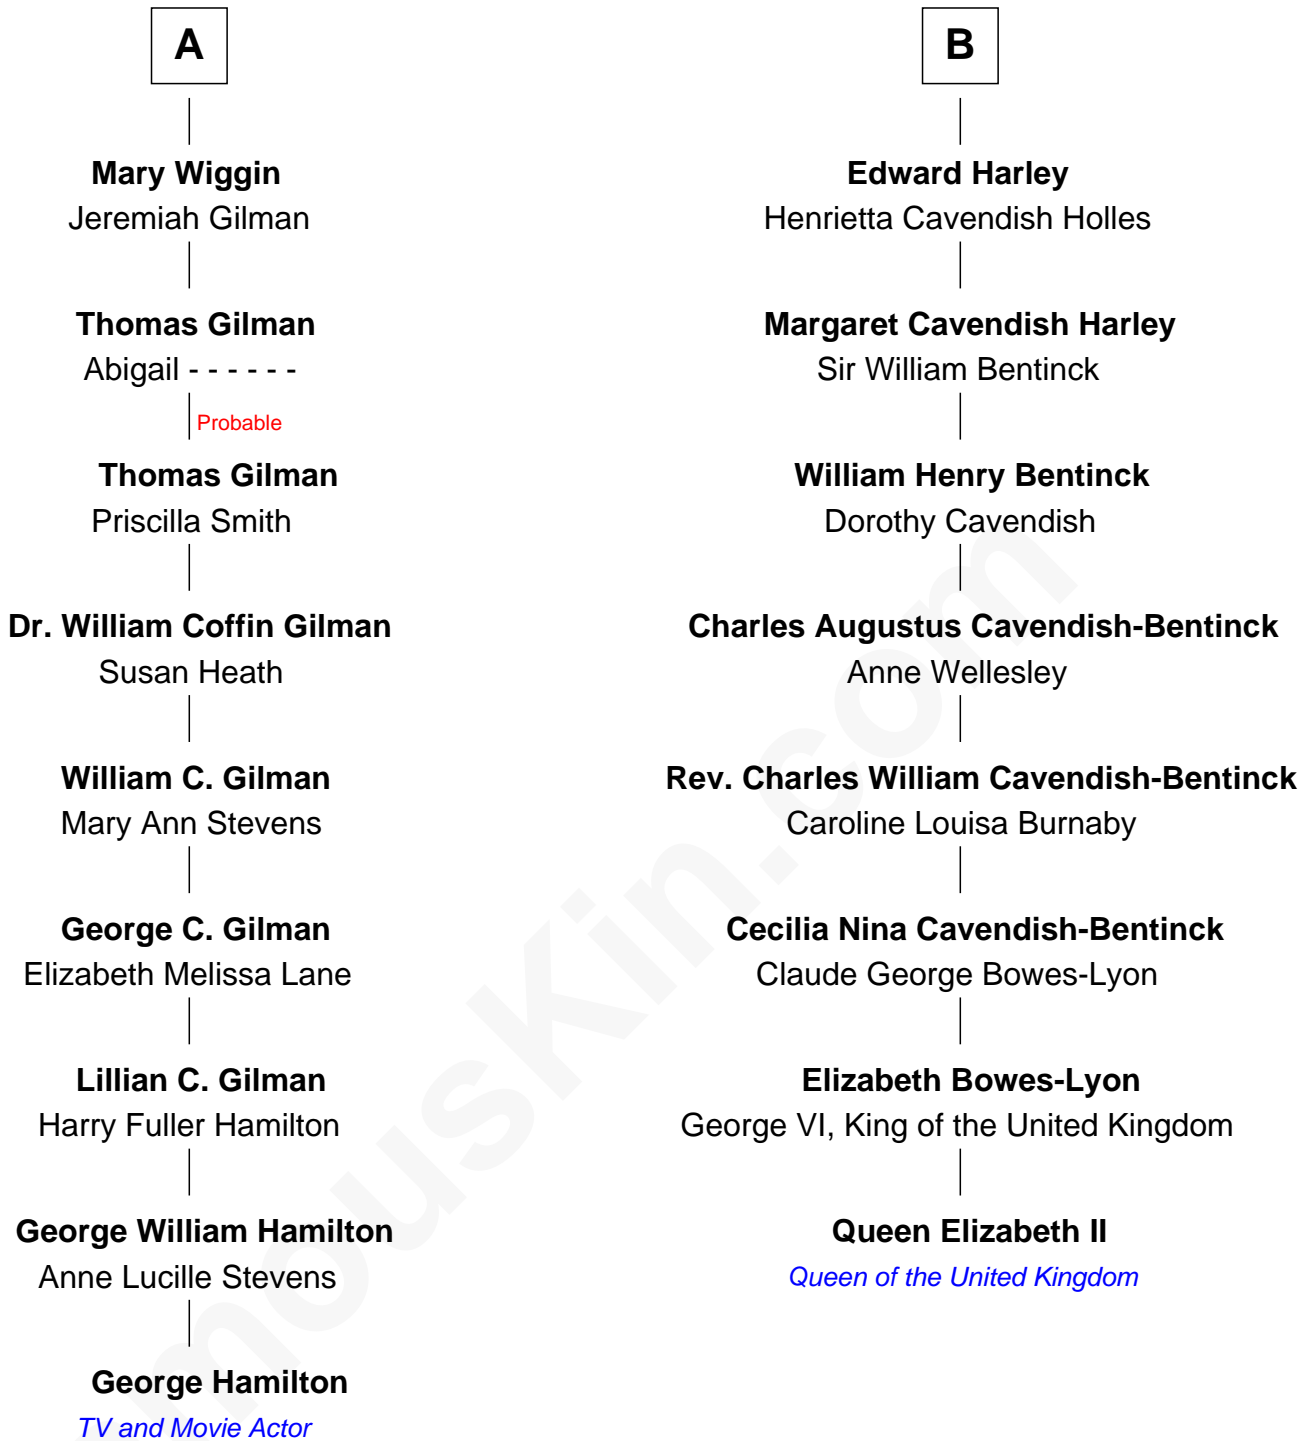 A
Mary Wiggin
Jeremiah Gilman
Thomas Gilman
Abigail - - - - - -
Probable
Thomas Gilman
Priscilla Smith
Dr. William Coffin Gilman
Susan Heath
William C. Gilman
Mary Ann Stevens
George C. Gilman
Elizabeth Melissa Lane
Lillian C. Gilman
Harry Fuller Hamilton
George William Hamilton
Anne Lucille Stevens
George Hamilton
TV and Movie Actor
B
Edward Harley
Henrietta Cavendish Holles
Margaret Cavendish Harley
Sir William Bentinck
William Henry Bentinck
Dorothy Cavendish
Charles Augustus Cavendish-Bentinck
Anne Wellesley
Rev. Charles William Cavendish-Bentinck
Caroline Louisa Burnaby
Cecilia Nina Cavendish-Bentinck
Claude George Bowes-Lyon
Elizabeth Bowes-Lyon
George VI, King of the United Kingdom
Queen Elizabeth II
Queen of the United Kingdom
mousKin.com